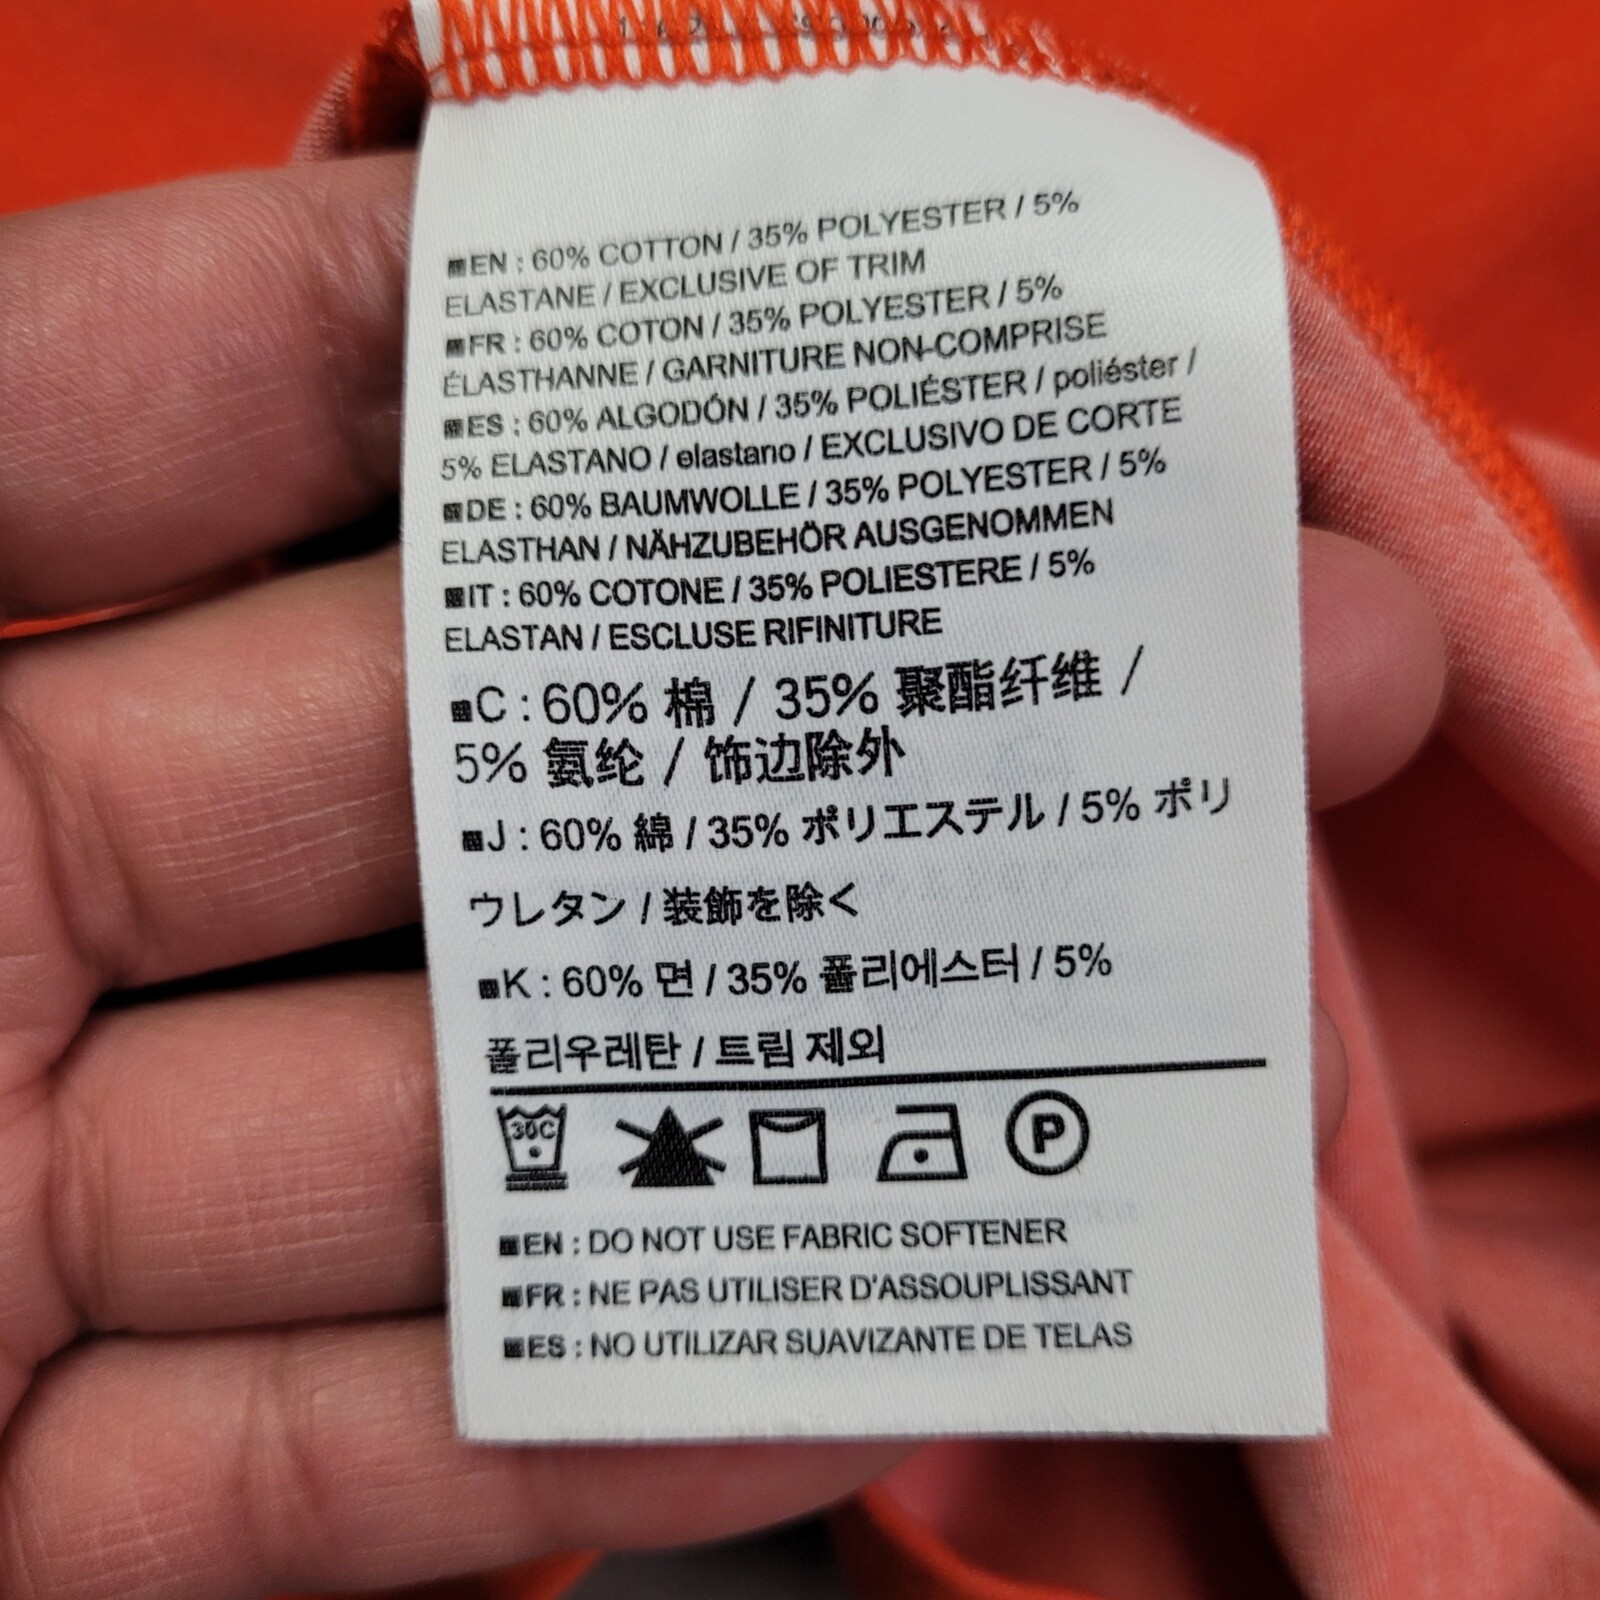 EN : 60% COTTON / 35% POLYESTER / 5%
ELASTANE / EXCLUSIVE OF TRIM
FR : 60% COTON / 35% POLYESTER / 5%
ÉLASTHANNE / GARNITURE NON-COMPRISE
ES : 60% ALGODÓN / 35% POLIÉSTER / poliéster /
5% ELASTANO / elastano / EXCLUSIVO DE CORTE
DE : 60% BAUMWOLLE / 35% POLYESTER / 5%
ELASTHAN / NÄHZUBEHÖR AUSGENOMMEN
IT : 60% COTONE / 35% POLIESTERE / 5%
ELASTAN / ESCLUSE RIFINITURE
C : 60% 棉 / 35% 聚酯纤维 /
5% 氨纶 / 饰边除外
J : 60% 綿 / 35% ポリエステル / 5% ポリ
ウレタン / 装飾を除く
K : 60% 면 / 35% 폴리에스터 / 5%
폴리우레탄 / 트림 제외
30C P
EN : DO NOT USE FABRIC SOFTENER
FR : NE PAS UTILISER D'ASSOUPLISSANT
ES : NO UTILIZAR SUAVIZANTE DE TELAS